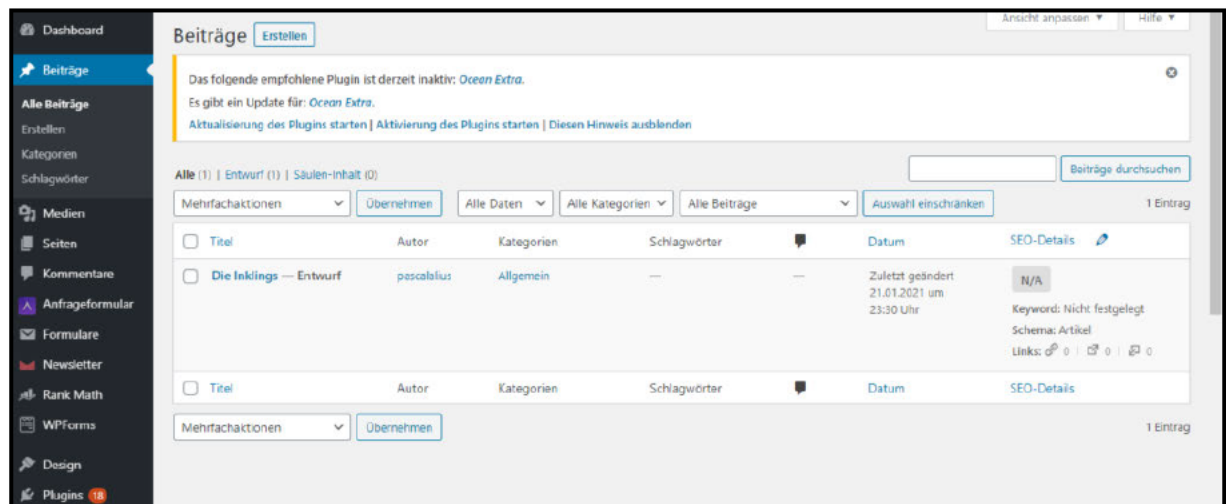 Dashboard
Beiträge
Alle Beiträge
Erstellen
Kategorien
Schlagwörter
Medien
Seiten
Kommentare
Anfrageformular
Formulare
Newsletter
Rank Math
WPForms
Design
Plugins 18
Ansicht anpassen ▼ Hilfe ▼
Beiträge Erstellen
Das folgende empfohlene Plugin ist derzeit inaktiv: Ocean Extra.
Es gibt ein Update für: Ocean Extra.
Aktualisierung des Plugins starten | Aktivierung des Plugins starten | Diesen Hinweis ausblenden
Alle (1) | Entwurf (1) | Säulen-Inhalt (0)
Beiträge durchsuchen
Mehrfachaktionen Übernehmen Alle Daten Alle Kategorien Alle Beiträge Auswahl einschränken 1 Eintrag
Titel Autor Kategorien Schlagwörter Datum SEO-Details
Die Inklings — Entwurf pascalalius Allgemein — — Zuletzt geändert
21.01.2021 um
23:30 Uhr
N/A
Keyword: Nicht festgelegt
Schema: Artikel
Links: 0 | 0 | 0
Titel Autor Kategorien Schlagwörter Datum SEO-Details
Mehrfachaktionen Übernehmen 1 Eintrag